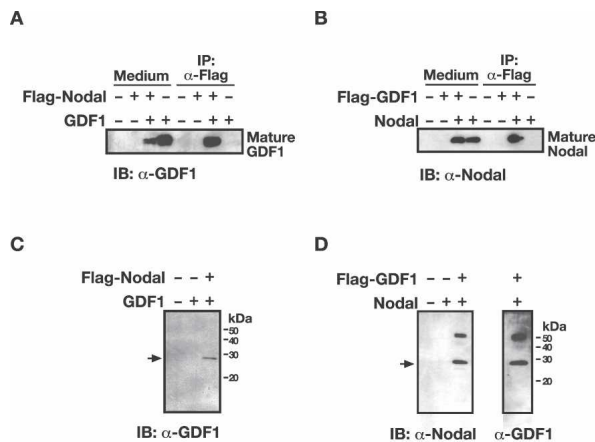 A
IP:
Medium α-Flag
Flag-Nodal – + + – – + + –
GDF1 – – + + – – + +
Mature
GDF1
IB: α-GDF1
B
IP:
Medium α-Flag
Flag-GDF1 – + + – – + + –
Nodal – – + + – – + +
Mature
Nodal
IB: α-Nodal
C
Flag-Nodal – – +
GDF1 – + +
kDa
50
40
30
20
IB: α-GDF1
D
Flag-GDF1 – – + +
Nodal – + + +
kDa
50
40
30
20
IB: α-Nodal α-GDF1